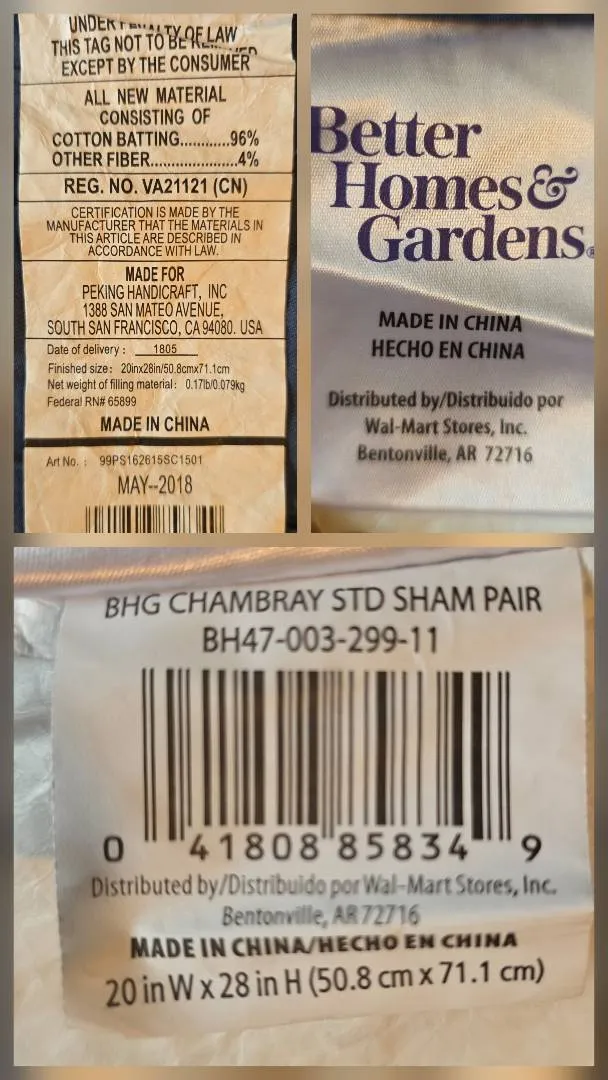 UNDER PENALTY OF LAW
THIS TAG NOT TO BE REMOVED
EXCEPT BY THE CONSUMER
ALL NEW MATERIAL
CONSISTING OF
COTTON BATTING............96%
OTHER FIBER.....................4%
REG. NO. VA21121 (CN)
CERTIFICATION IS MADE BY THE
MANUFACTURER THAT THE MATERIALS IN
THIS ARTICLE ARE DESCRIBED IN
ACCORDANCE WITH LAW.
MADE FOR
PEKING HANDICRAFT, INC
1388 SAN MATEO AVENUE,
SOUTH SAN FRANCISCO, CA 94080. USA
Date of delivery : 1805
Finished size: 20inx28in/50.8cmx71.1cm
Net weight of filling material: 0.17lb/0.079kg
Federal RN# 65899
MADE IN CHINA
Art No. : 99PS162615SC1501
MAY--2018
Better
Homes&
Gardens®
MADE IN CHINA
HECHO EN CHINA
Distributed by/Distribuido por
Wal-Mart Stores, Inc.
Bentonville, AR 72716
BHG CHAMBRAY STD SHAM PAIR
BH47-003-299-11
0 41808 85834 9
Distributed by/Distribuido por Wal-Mart Stores, Inc.
Bentonville, AR 72716
MADE IN CHINA/HECHO EN CHINA
20 in W x 28 in H (50.8 cm x 71.1 cm)